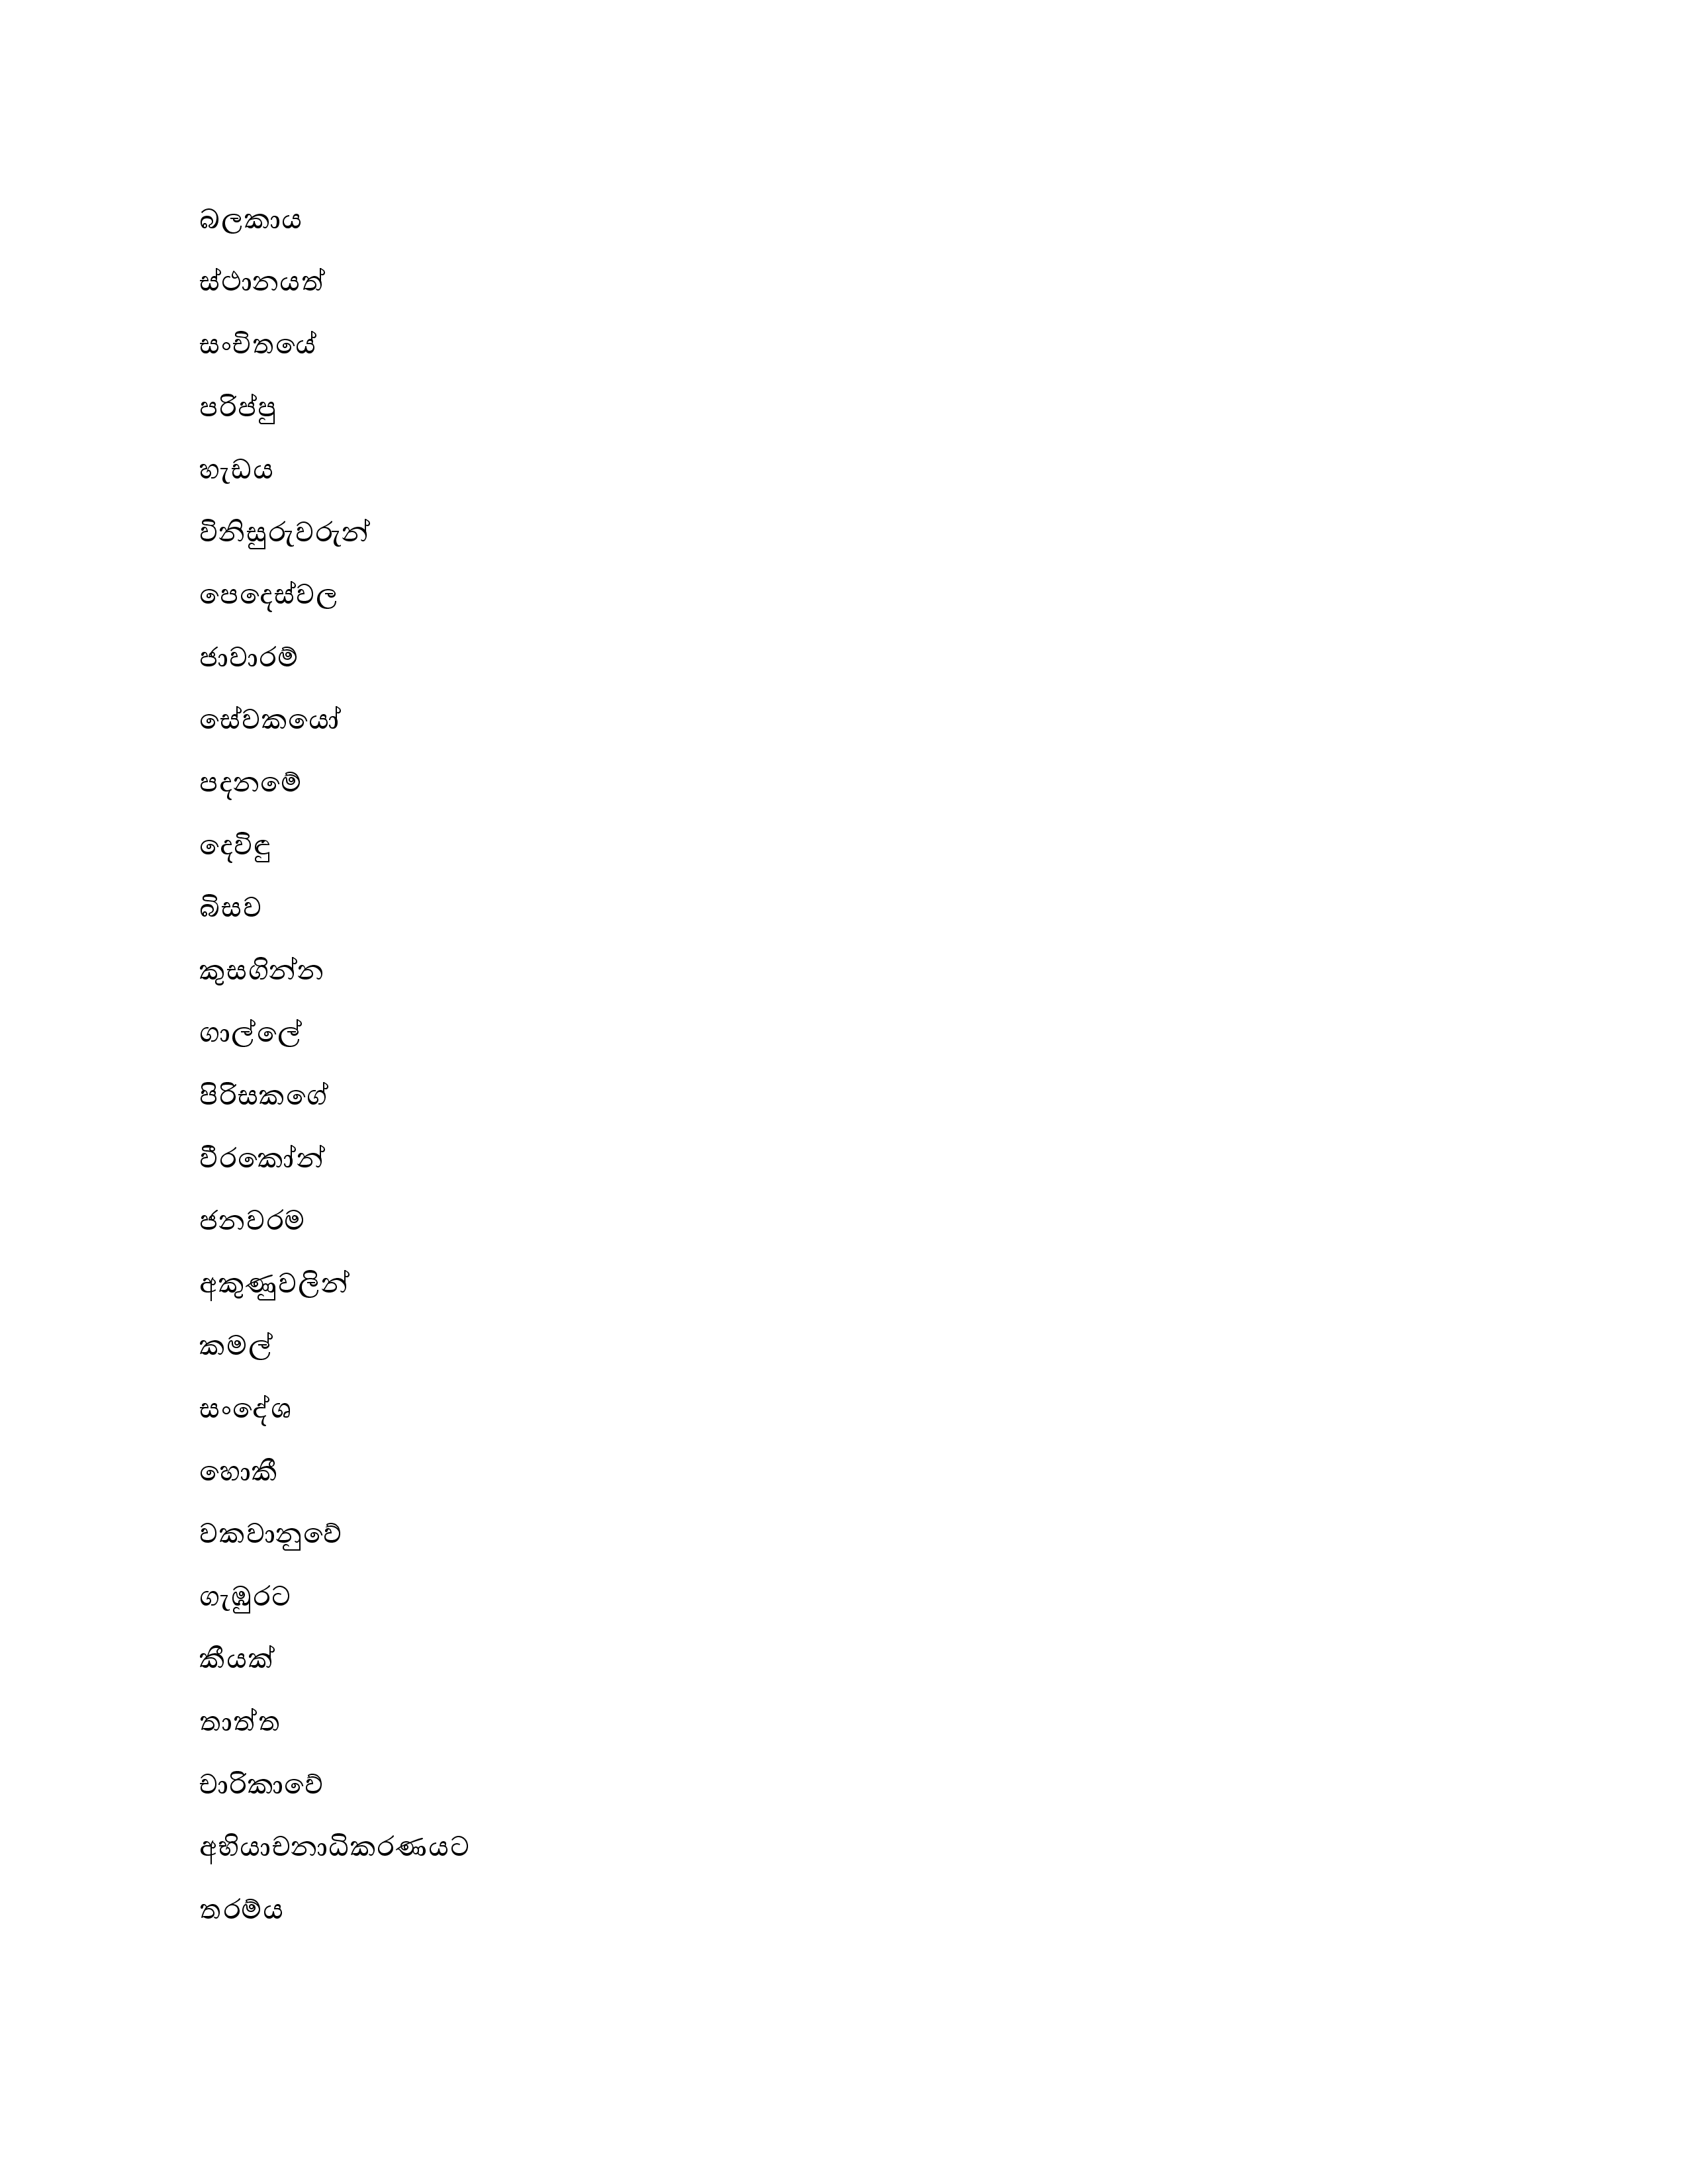 බලකාය
ස්ථානයත්
සංචිතයේ
පරිප්පු
හැඩය
විනිසුරුවරුන්
පෙදෙස්වල
ජාවාරම්
සේවකයෝ
පදනමේ
දෙවිඳු
බිසව
කුසගින්න
ගාල්ලේ
පිරිසකගේ
වීරකෝන්
ජනවරම
අකුණුවලින්
කමල්
සංදේශ
හොකී
වකවානුවේ
ගැඹුරට
කීයක්
තාත්ත
චාරිකාවේ
අභියාචනාධිකරණයට
තරම්ය